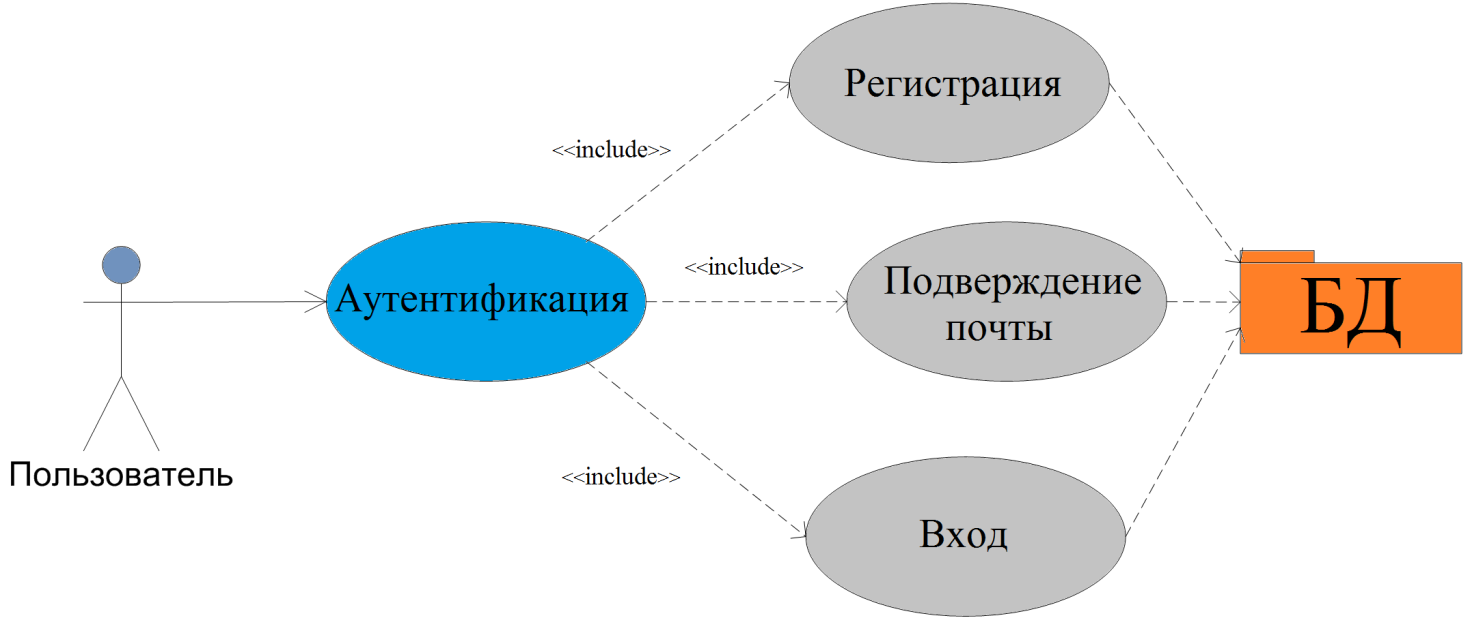 Регистрация
<<include>>
<<include>>
Подверждение
почты
Аутентификация
БД
Пользователь
<<include>>
Вход